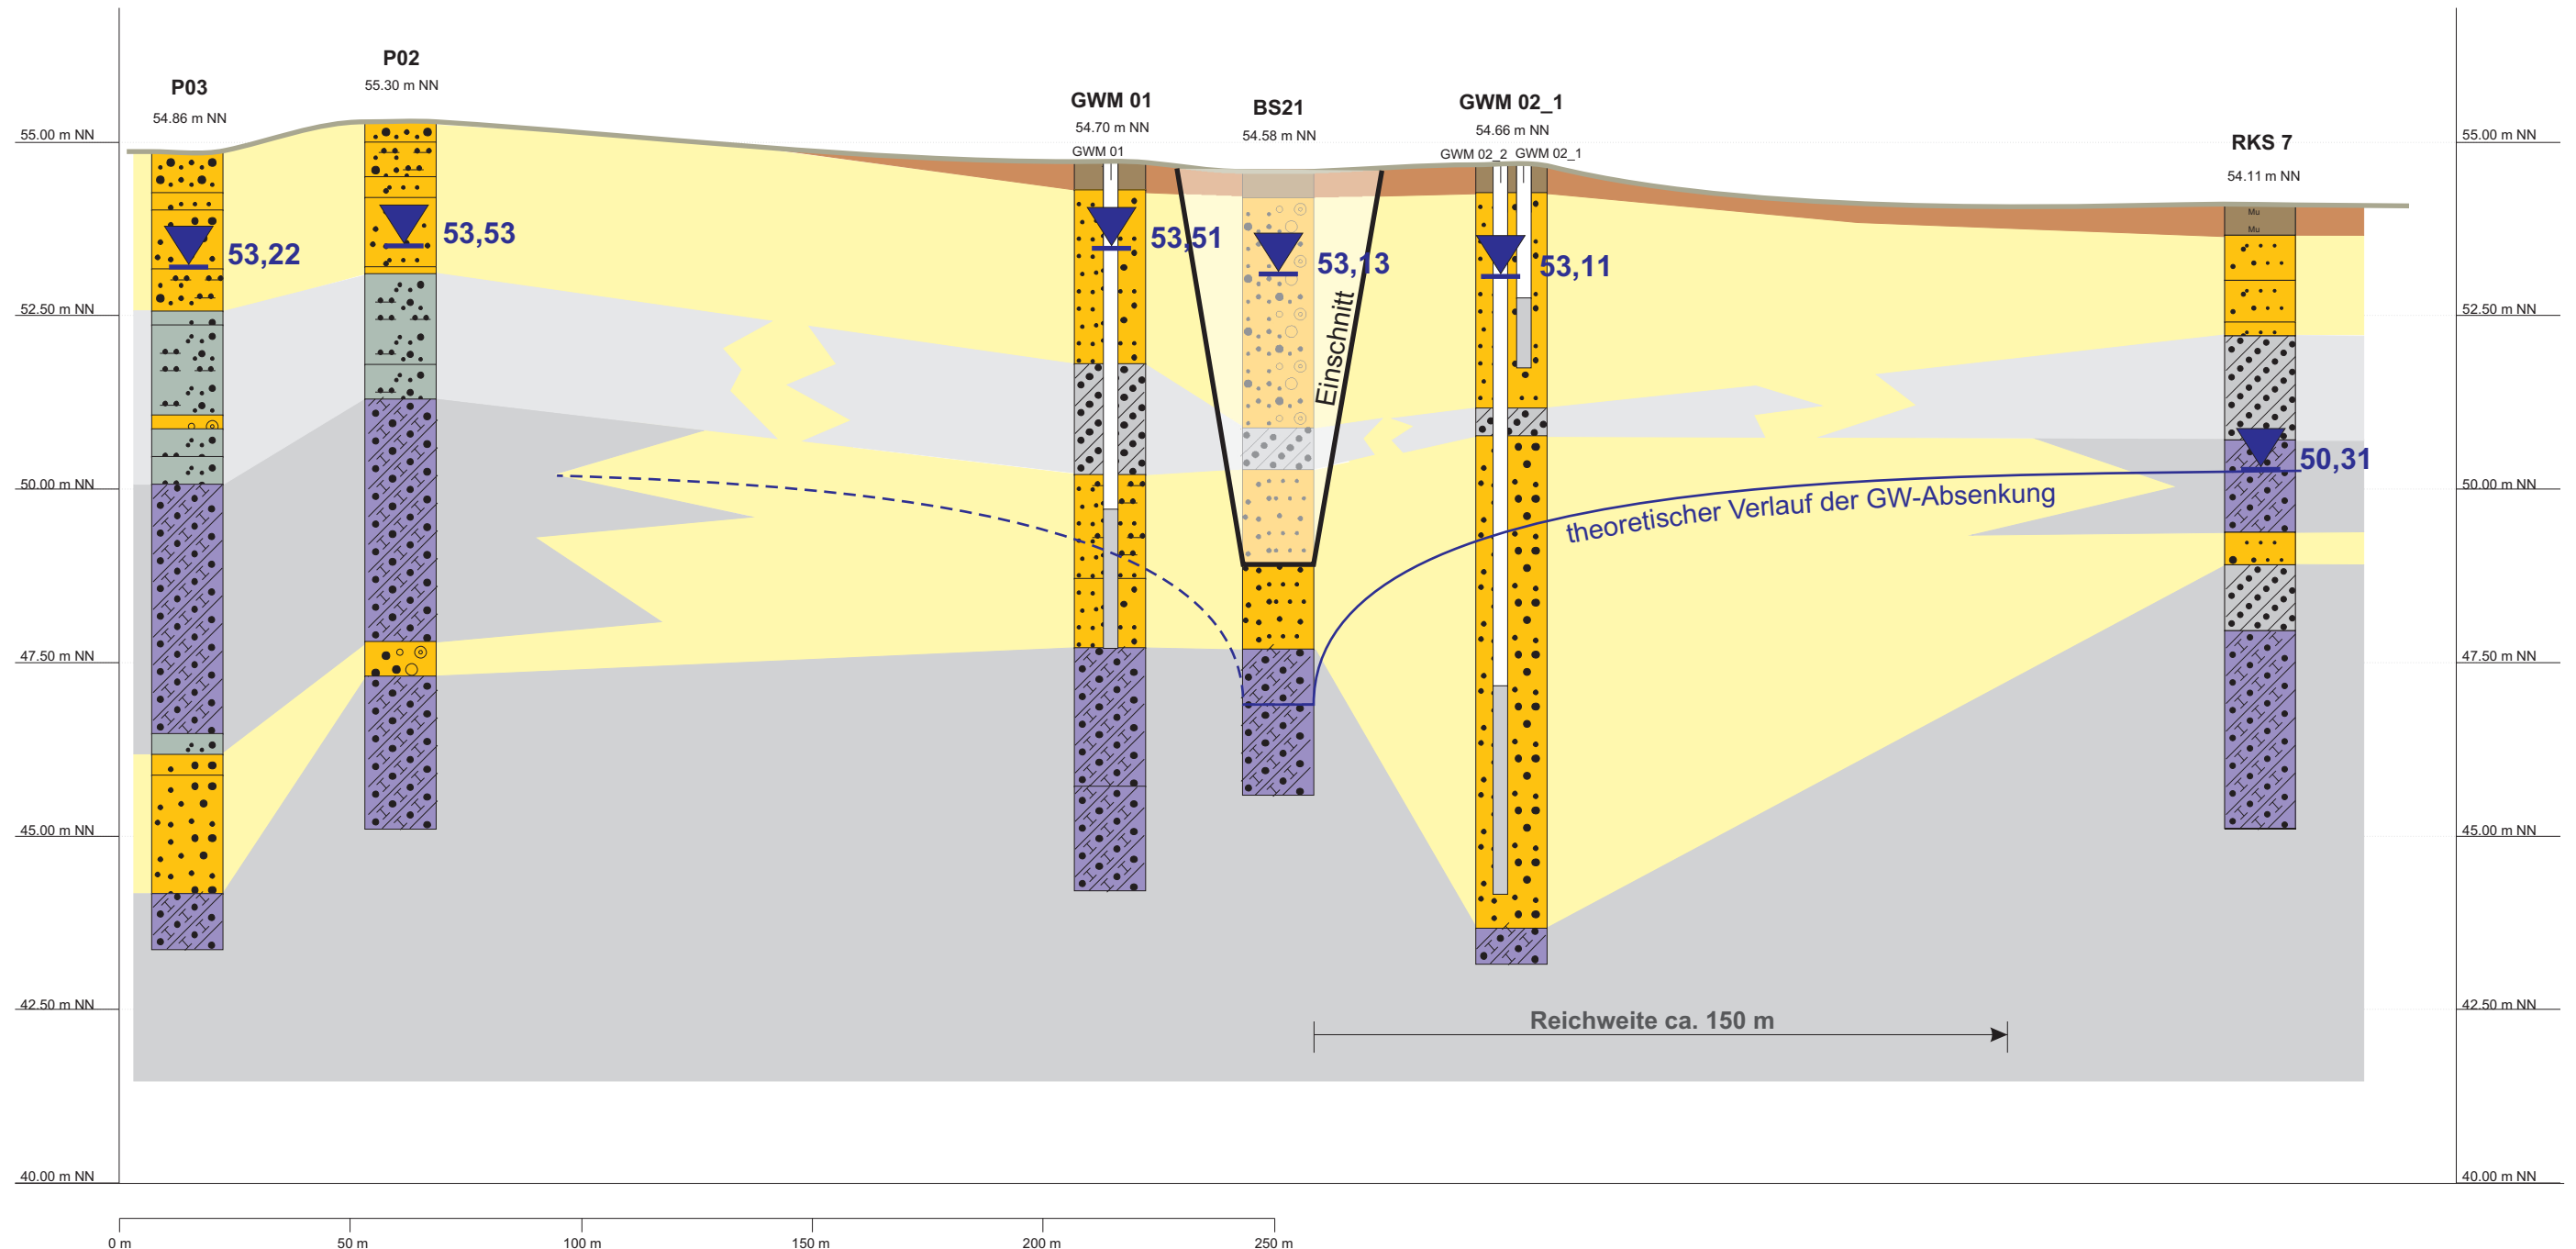 P03
54.86 m NN
P02
55.30 m NN
GWM 01
54.70 m NN
GWM 01
BS21
54.58 m NN
GWM 02_1
54.66 m NN
GWM 02_2
GWM 02_1
RKS 7
54.11 m NN
55.00 m NN
52.50 m NN
50.00 m NN
47.50 m NN
45.00 m NN
42.50 m NN
40.00 m NN
55.00 m NN
52.50 m NN
50.00 m NN
47.50 m NN
45.00 m NN
42.50 m NN
40.00 m NN
53,22
53,53
53,51
53,13
53,11
50,31
Mu
Mu
Einschnitt
theoretischer Verlauf der GW-Absenkung
Reichweite ca. 150 m
0 m
50 m
100 m
150 m
200 m
250 m